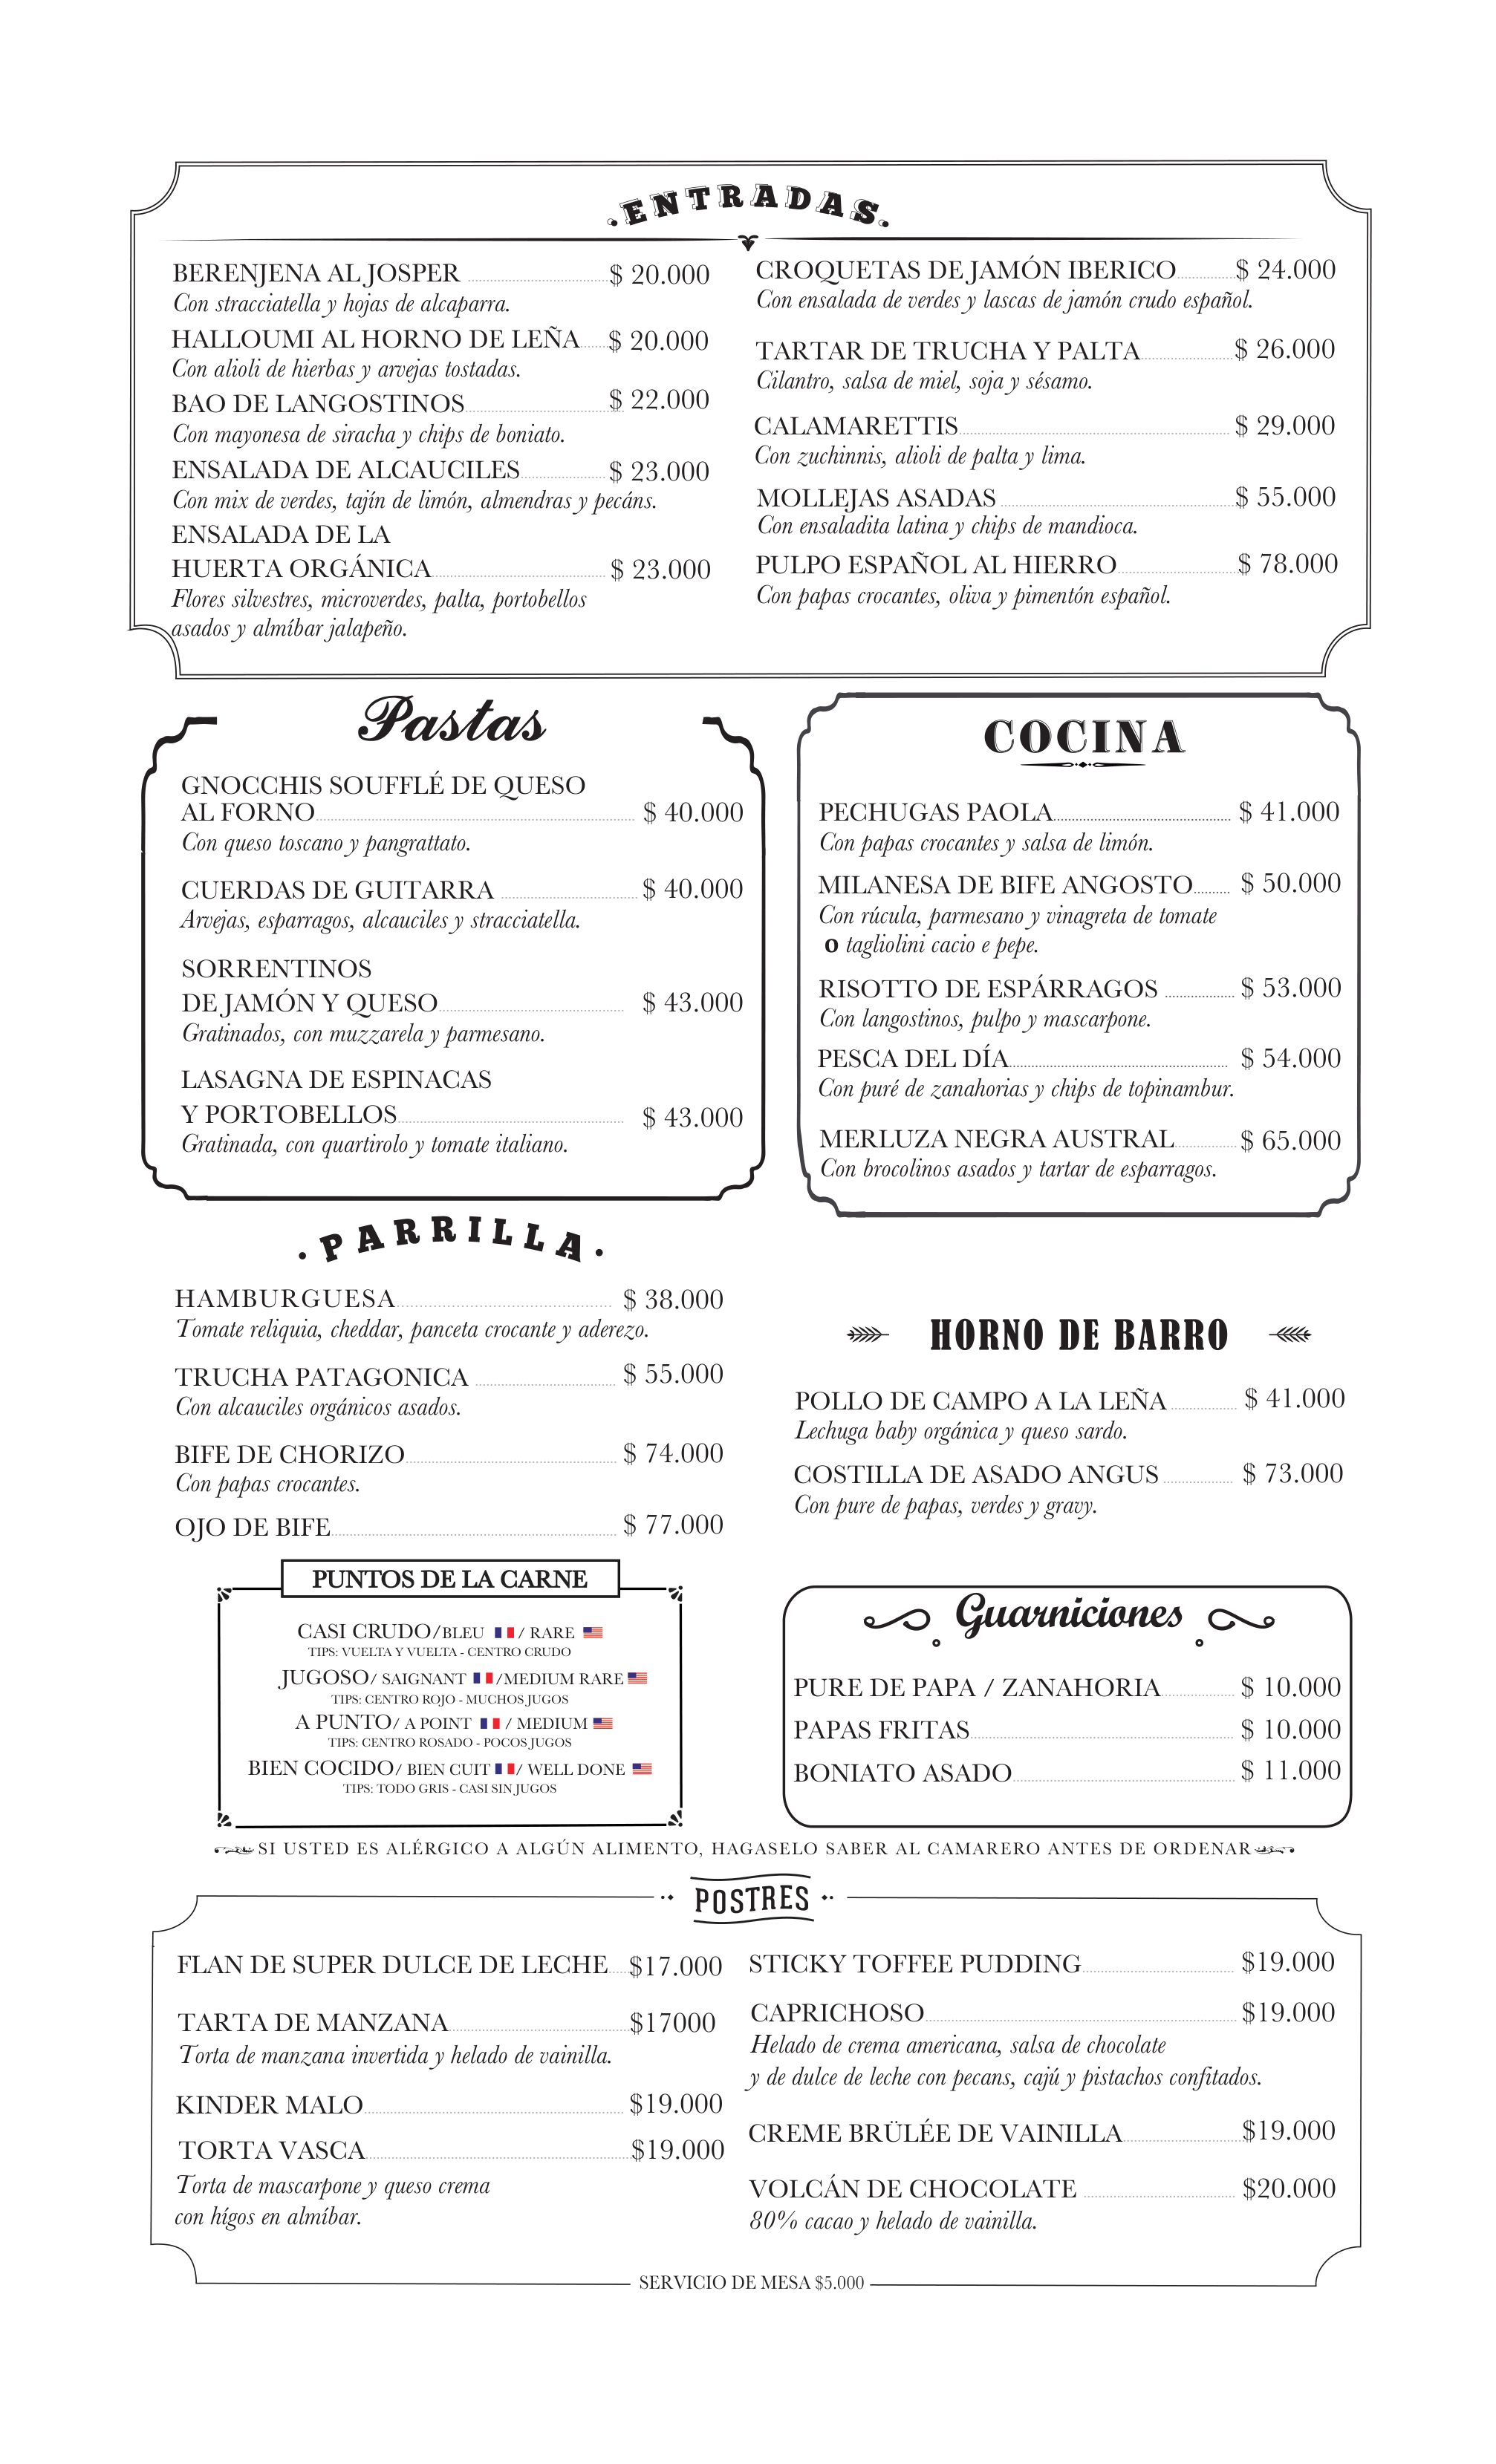 ENTRADAS
BERENJENA AL JOSPER $ 20.000
Con stracciatella y hojas de alcaparra.
HALLOUMI AL HORNO DE LEÑA $ 20.000
Con alioli de hierbas y arvejas tostadas.
BAO DE LANGOSTINOS $ 22.000
Con mayonesa de siracha y chips de boniato.
ENSALADA DE ALCAUCILES $ 23.000
Con mix de verdes, tajín de limón, almendras y pecáns.
ENSALADA DE LA
HUERTA ORGÁNICA $ 23.000
Flores silvestres, microverdes, palta, portobellos
asados y almíbar jalapeño.
CROQUETAS DE JAMÓN IBERICO $ 24.000
Con ensalada de verdes y lascas de jamón crudo español.
TARTAR DE TRUCHA Y PALTA $ 26.000
Cilantro, salsa de miel, soja y sésamo.
CALAMARETTIS $ 29.000
Con zuchinnis, alioli de palta y lima.
MOLLEJAS ASADAS $ 55.000
Con ensaladita latina y chips de mandioca.
PULPO ESPAÑOL AL HIERRO $ 78.000
Con papas crocantes, oliva y pimentón español.
Pastas
GNOCCHIS SOUFFLÉ DE QUESO
AL FORNO $ 40.000
Con queso toscano y pangrattato.
CUERDAS DE GUITARRA $ 40.000
Arvejas, esparragos, alcauciles y stracciatella.
SORRENTINOS
DE JAMÓN Y QUESO $ 43.000
Gratinados, con muzzarela y parmesano.
LASAGNA DE ESPINACAS
Y PORTOBELLOS $ 43.000
Gratinada, con quartirolo y tomate italiano.
COCINA
PECHUGAS PAOLA $ 41.000
Con papas crocantes y salsa de limón.
MILANESA DE BIFE ANGOSTO $ 50.000
Con rúcula, parmesano y vinagreta de tomate
o tagliolini cacio e pepe.
RISOTTO DE ESPÁRRAGOS $ 53.000
Con langostinos, pulpo y mascarpone.
PESCA DEL DÍA $ 54.000
Con puré de zanahorias y chips de topinambur.
MERLUZA NEGRA AUSTRAL $ 65.000
Con brocolinos asados y tartar de esparragos.
PARRILLA
HAMBURGUESA $ 38.000
Tomate reliquia, cheddar, panceta crocante y aderezo.
TRUCHA PATAGONICA $ 55.000
Con alcauciles orgánicos asados.
BIFE DE CHORIZO $ 74.000
Con papas crocantes.
OJO DE BIFE $ 77.000
HORNO DE BARRO
POLLO DE CAMPO A LA LEÑA $ 41.000
Lechuga baby orgánica y queso sardo.
COSTILLA DE ASADO ANGUS $ 73.000
Con pure de papas, verdes y gravy.
PUNTOS DE LA CARNE
CASI CRUDO/BLEU / RARE
TIPS: VUELTA Y VUELTA - CENTRO CRUDO
JUGOSO/ SAIGNANT /MEDIUM RARE
TIPS: CENTRO ROJO - MUCHOS JUGOS
A PUNTO/ A POINT / MEDIUM
TIPS: CENTRO ROSADO - POCOS JUGOS
BIEN COCIDO/ BIEN CUIT / WELL DONE
TIPS: TODO GRIS - CASI SIN JUGOS
Guarniciones
PURE DE PAPA / ZANAHORIA $ 10.000
PAPAS FRITAS $ 10.000
BONIATO ASADO $ 11.000
SI USTED ES ALÉRGICO A ALGÚN ALIMENTO, HAGASELO SABER AL CAMARERO ANTES DE ORDENAR
POSTRES
FLAN DE SUPER DULCE DE LECHE $17.000
TARTA DE MANZANA $17000
Torta de manzana invertida y helado de vainilla.
KINDER MALO $19.000
TORTA VASCA $19.000
Torta de mascarpone y queso crema
con hígos en almíbar.
STICKY TOFFEE PUDDING $19.000
CAPRICHOSO $19.000
Helado de crema americana, salsa de chocolate
y de dulce de leche con pecans, cajú y pistachos confitados.
CREME BRÜLÉE DE VAINILLA $19.000
VOLCÁN DE CHOCOLATE $20.000
80% cacao y helado de vainilla.
SERVICIO DE MESA $5.000